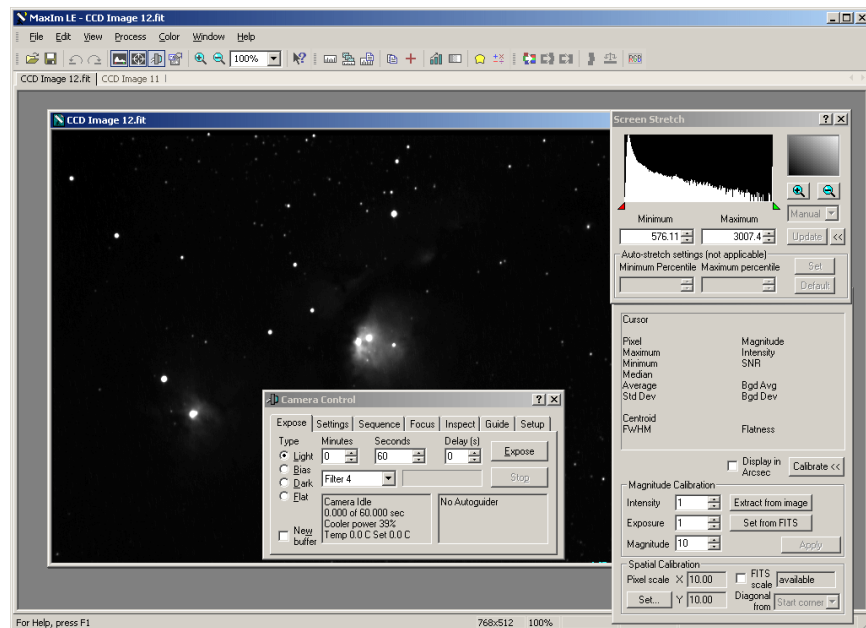 MaxIm LE - CCD Image 12.fit
File Edit View Process Color Window Help
100%
RGB
CCD Image 12.fit CCD Image 11
CCD Image 12.fit
Screen Stretch
Minimum Maximum
Manual
576.11 3007.4 Update <<
Auto-stretch settings (not applicable)
Minimum Percentile Maximum percentile Set
Default
Cursor
Pixel Magnitude
Maximum Intensity
Minimum SNR
Median
Average Bgd Avg
Std Dev Bgd Dev
Centroid
FWHM Flatness
Display in Arcsec Calibrate <<
Magnitude Calibration
Intensity 1 Extract from image
Exposure 1 Set from FITS
Magnitude 10 Apply
Spatial Calibration
Pixel scale X 10.00 FITS scale available
Set... Y 10.00 Diagonal from Start corner
Camera Control
Expose Settings Sequence Focus Inspect Guide Setup
Type Minutes Seconds Delay (s)
Light 0 60 0 Expose
Bias
Dark Filter 4 Stop
Flat
New buffer
Camera Idle
0.000 of 60.000 sec
Cooler power 39%
Temp 0.0 C Set 0.0 C
No Autoguider
For Help, press F1 768x512 100%